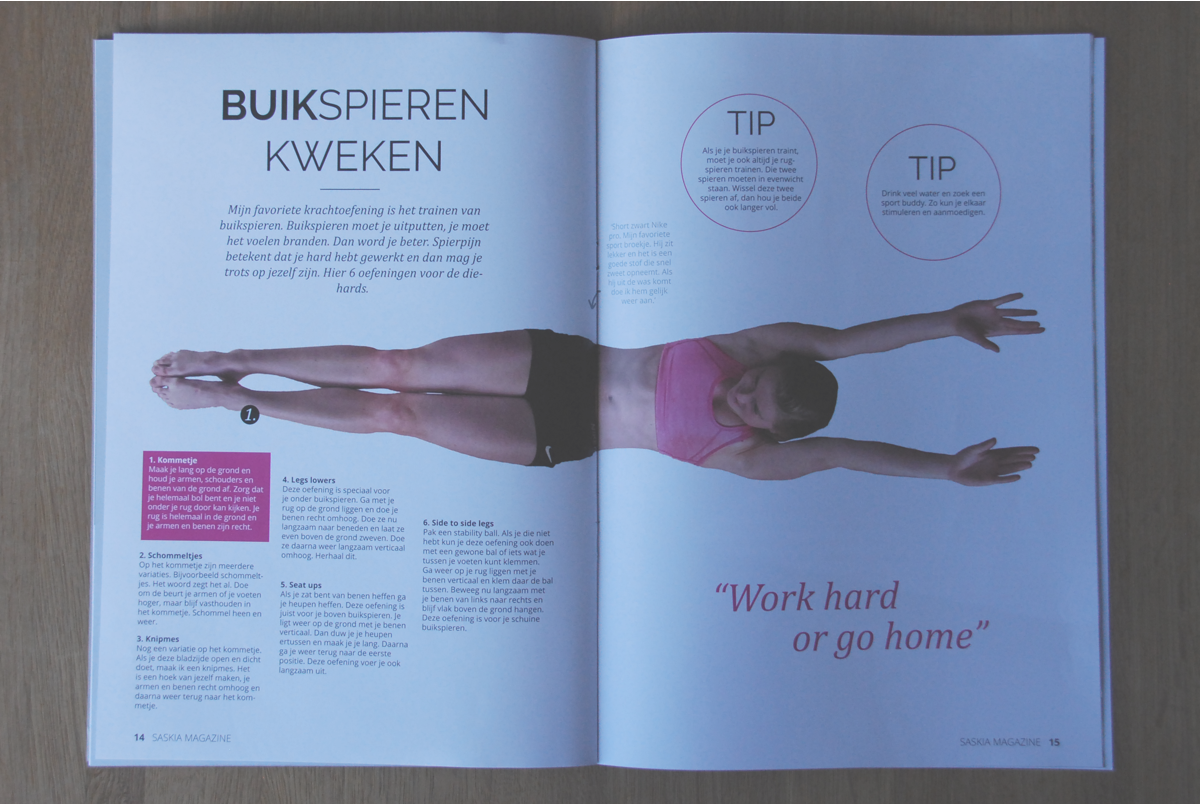 BUIKSPIEREN
KWEKEN
Mijn favoriete krachtoefening is het trainen van
buikspieren. Buikspieren moet je uitputten, je moet
het voelen branden. Dan word je beter. Spierpijn
betekent dat je hard hebt gewerkt en dan mag je
trots op jezelf zijn. Hier 6 oefeningen voor de die-
hards.
1.
1. Kommetje
Maak je lang op de grond en
houd je armen, schouders en
benen van de grond af. Zorg dat
je helemaal bol bent en je niet
onder je rug door kan kijken. Je
rug is helemaal in de grond en
je armen en benen zijn recht.
2. Schommeltjes
Op het kommetje zijn meerdere
variaties. Bijvoorbeeld schommelt-
jes. Het woord zegt het al. Doe
om de beurt je armen of je voeten
hoger, maar blijf vasthouden in
het kommetje. Schommel heen en
weer.
3. Knipmes
Nog een variatie op het kommetje.
Als je deze bladzijde open en dicht
doet, maak ik een knipmes. Het
is een hoek van jezelf maken, je
armen en benen recht omhoog en
daarna weer terug naar het kom-
metje.
4. Legs lowers
Deze oefening is speciaal voor
je onder buikspieren. Ga met je
rug op de grond liggen en doe je
benen recht omhoog. Doe ze nu
langzaam naar beneden en laat ze
even boven de grond zweven. Doe
ze daarna weer langzaam verticaal
omhoog. Herhaal dit.
5. Seat ups
Als je zat bent van benen heffen ga
je heupen heffen. Deze oefening is
juist voor je boven buikspieren. Je
ligt weer op de grond met je benen
verticaal. Dan duw je je heupen
ertussen en maak je je lang. Daarna
ga je weer terug naar de eerste
positie. Deze oefening voer je ook
langzaam uit.
6. Side to side legs
Pak een stability ball. Als je die niet
hebt kun je deze oefening ook doen
met een gewone bal of iets wat je
tussen je voeten kunt klemmen.
Ga weer op je rug liggen met je
benen verticaal en klem daar de bal
tussen. Beweeg nu langzaam met
je benen van links naar rechts en
blijf vlak boven de grond hangen.
Deze oefening is voor je schuine
buikspieren.
14 SASKIA MAGAZINE
TIP
Als je je buikspieren traint,
moet je ook altijd je rug-
spieren trainen. Die twee
spieren moeten in evenwicht
staan. Wissel deze twee
spieren af, dan hou je beide
ook langer vol.
TIP
Drink veel water en zoek een
sport buddy. Zo kun je elkaar
stimuleren en aanmoedigen.
'Short zwart Nike
pro. Mijn favoriete
sport broekje. Hij zit
lekker en het is een
goede stof die snel
zweet opneemt. Als
hij uit de was komt
doe ik hem gelijk
weer aan.'
“Work hard
or go home”
SASKIA MAGAZINE 15